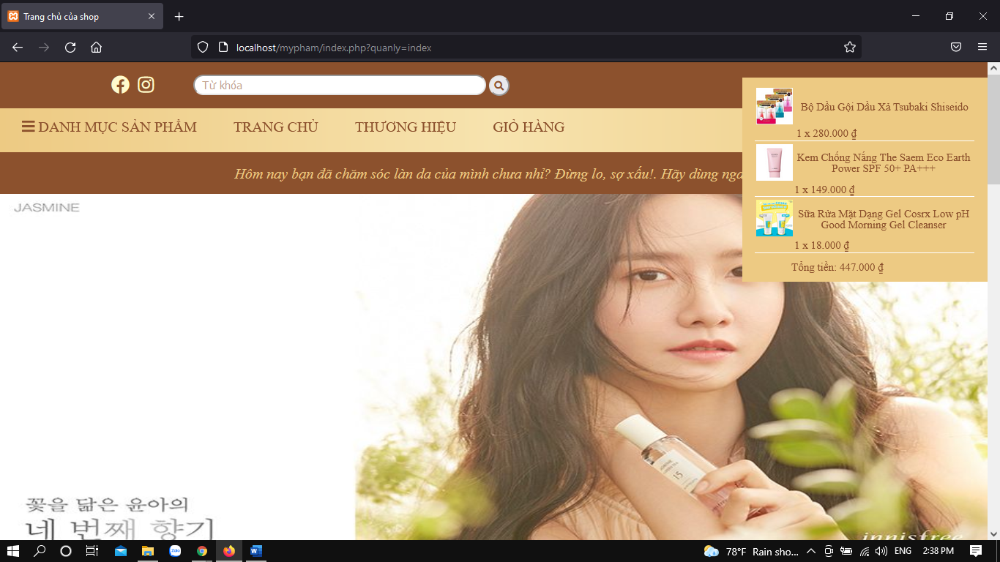 Trang chủ của shop
localhost/mypham/index.php?quanly=index
Từ khóa
DANH MỤC SẢN PHẨM TRANG CHỦ THƯƠNG HIỆU GIỎ HÀNG
Hôm nay bạn đã chăm sóc làn da của mình chưa nhỉ? Đừng lo, sợ xấu!. Hãy dùng nga
Bộ Dầu Gội Dầu Xả Tsubaki Shiseido
1 x 280.000 ₫
Kem Chống Nắng The Saem Eco Earth
Power SPF 50+ PA+++
1 x 149.000 ₫
Sữa Rửa Mặt Dạng Gel Cosrx Low pH
Good Morning Gel Cleanser
1 x 18.000 ₫
Tổng tiền: 447.000 ₫
JASMINE
15
꽃을 닮은 윤아의
네 번째 향기
innisfree
Zalo
78°F Rain sho... ENG 2:38 PM